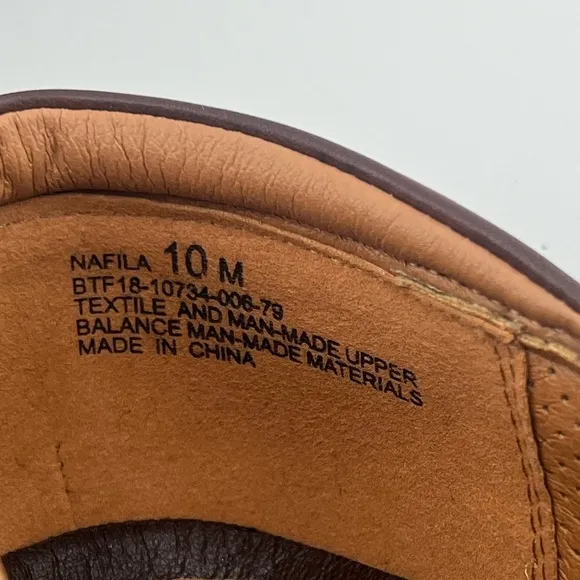 NAFILA 10 M
BTF18-10734-006-79
TEXTILE AND MAN-MADE UPPER
BALANCE MAN-MADE MATERIALS
MADE IN CHINA